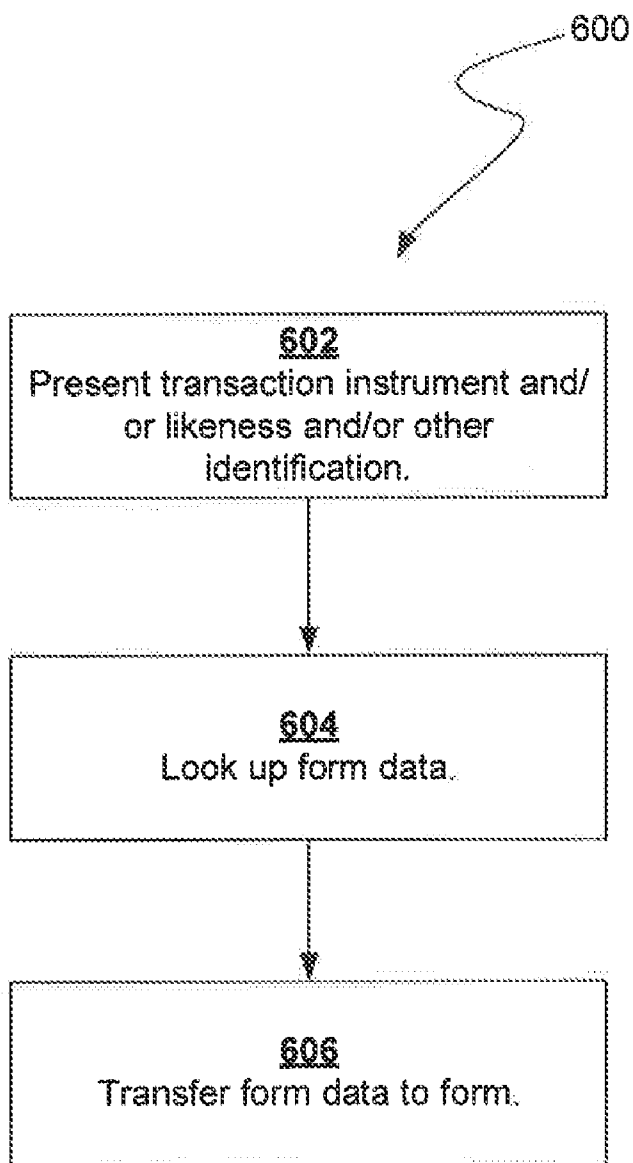 600
602
Present transaction instrument and/
or likeness and/or other
identification.
604
Look up form data.
606
Transfer form data to form.